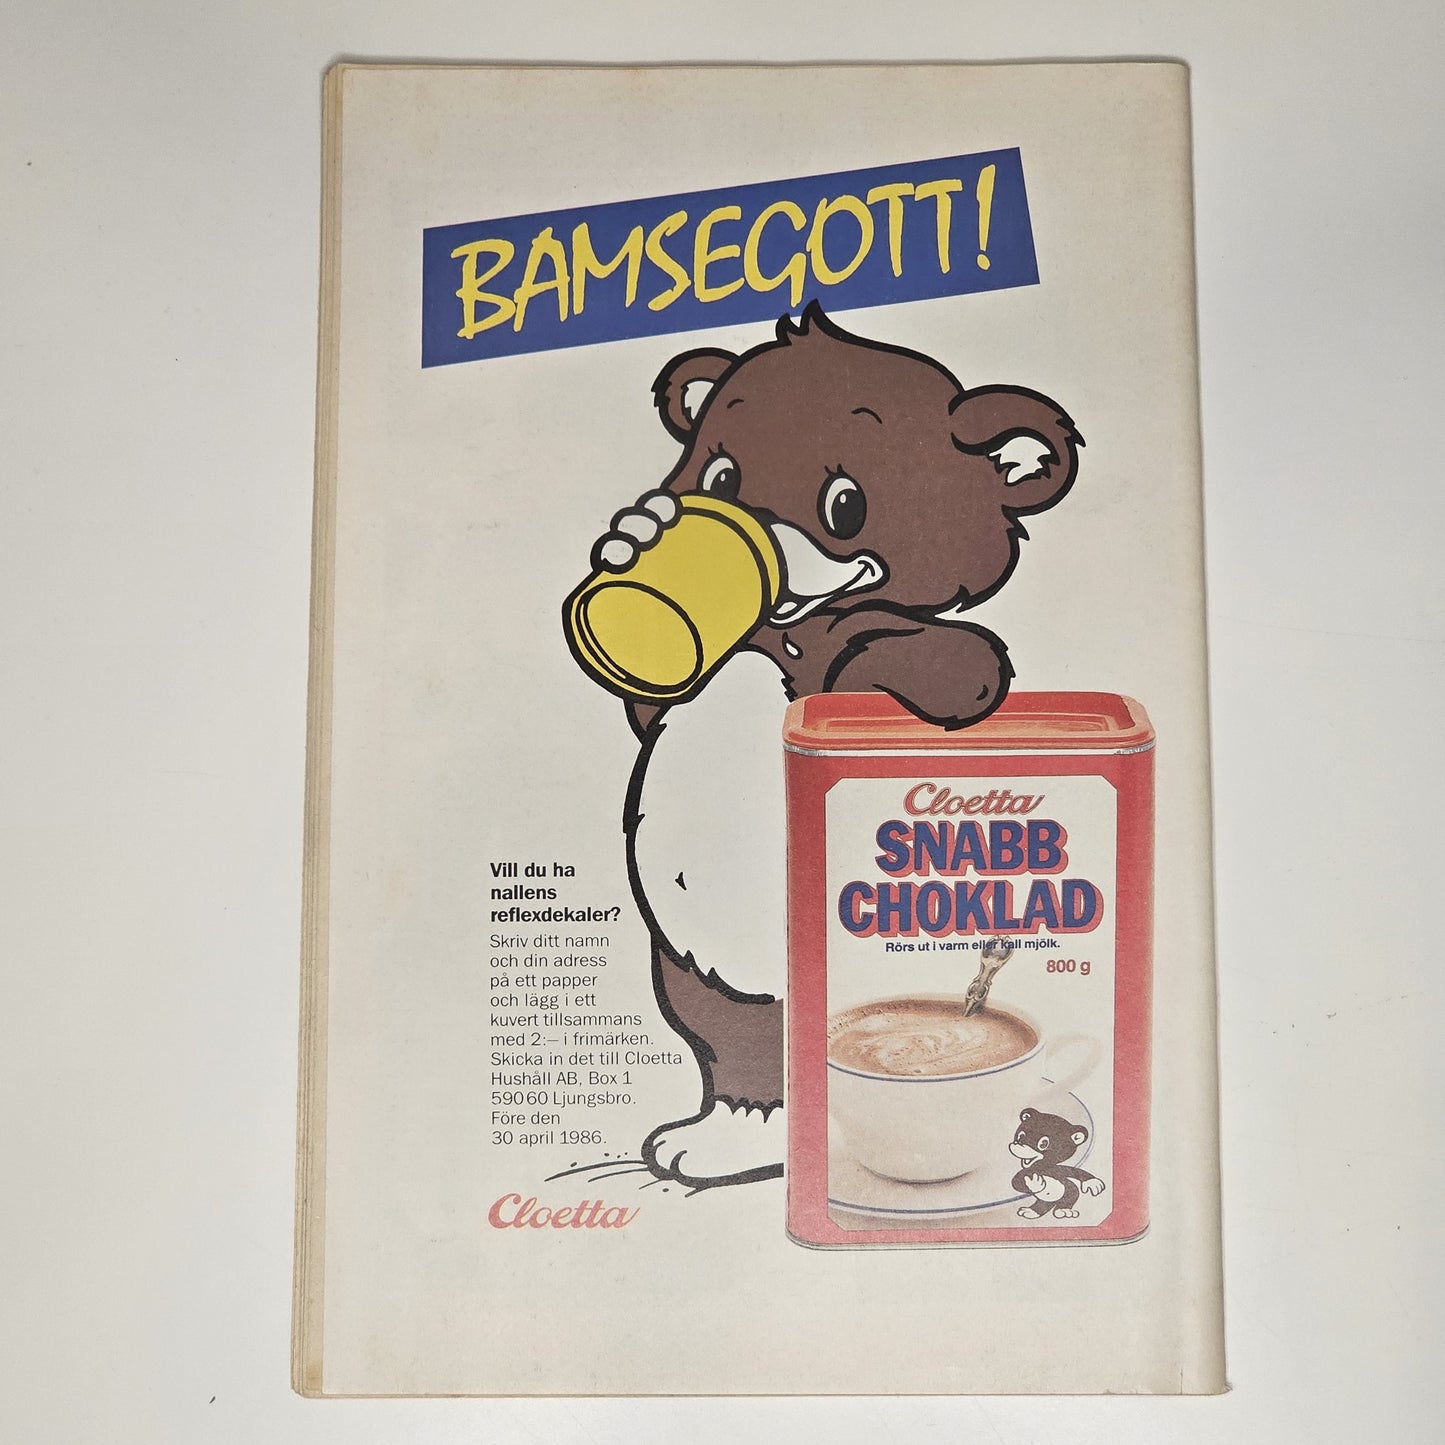 BAMSEGOTT!
Cloetta
SNABB
CHOKLAD
Rörs ut i varm eller kall mjölk.
800 g
Vill du ha
nallens
reflexdekaler?
Skriv ditt namn
och din adress
på ett papper
och lägg i ett
kuvert tillsammans
med 2:— i frimärken.
Skicka in det till Cloetta
Hushåll AB, Box 1
590 60 Ljungsbro.
Före den
30 april 1986.
Cloetta